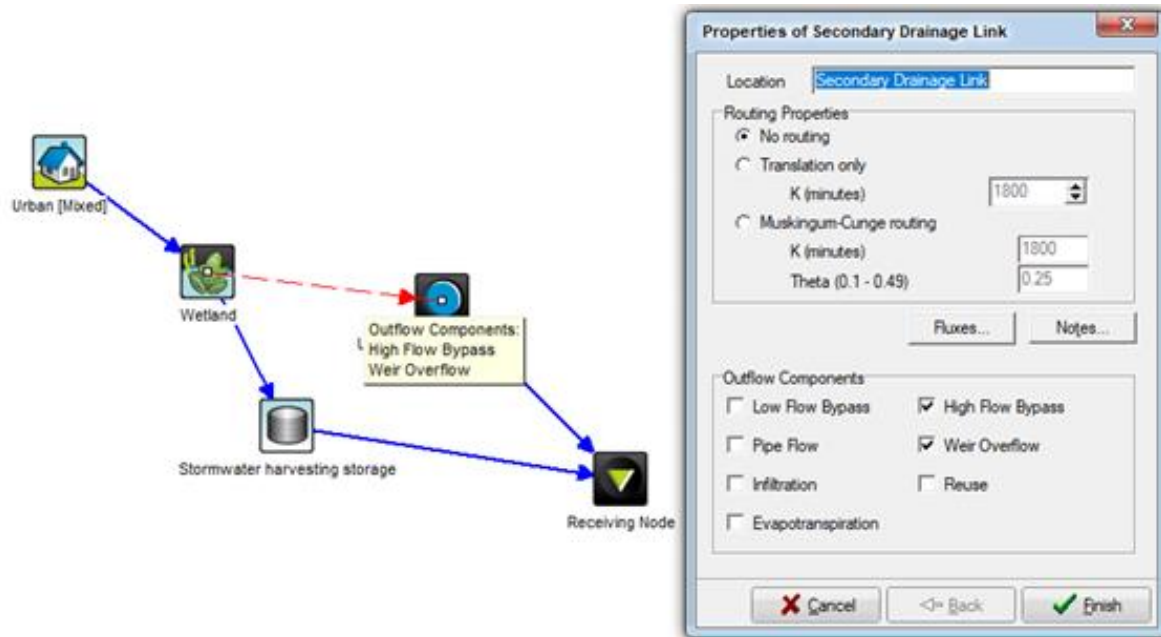 Urban [Mixed]
Wetland
Outflow Components:
High Flow Bypass
Weir Overflow
Stormwater harvesting storage
Receiving Node
Properties of Secondary Drainage Link
Location Secondary Drainage Link
Routing Properties
No routing
Translation only
K (minutes) 1800
Muskingum-Cunge routing
K (minutes) 1800
Theta (0.1 - 0.49) 0.25
Fluxes... Notes...
Outflow Components
Low Flow Bypass High Flow Bypass
Pipe Flow Weir Overflow
Infiltration Reuse
Evapotranspiration
Cancel Back Finish